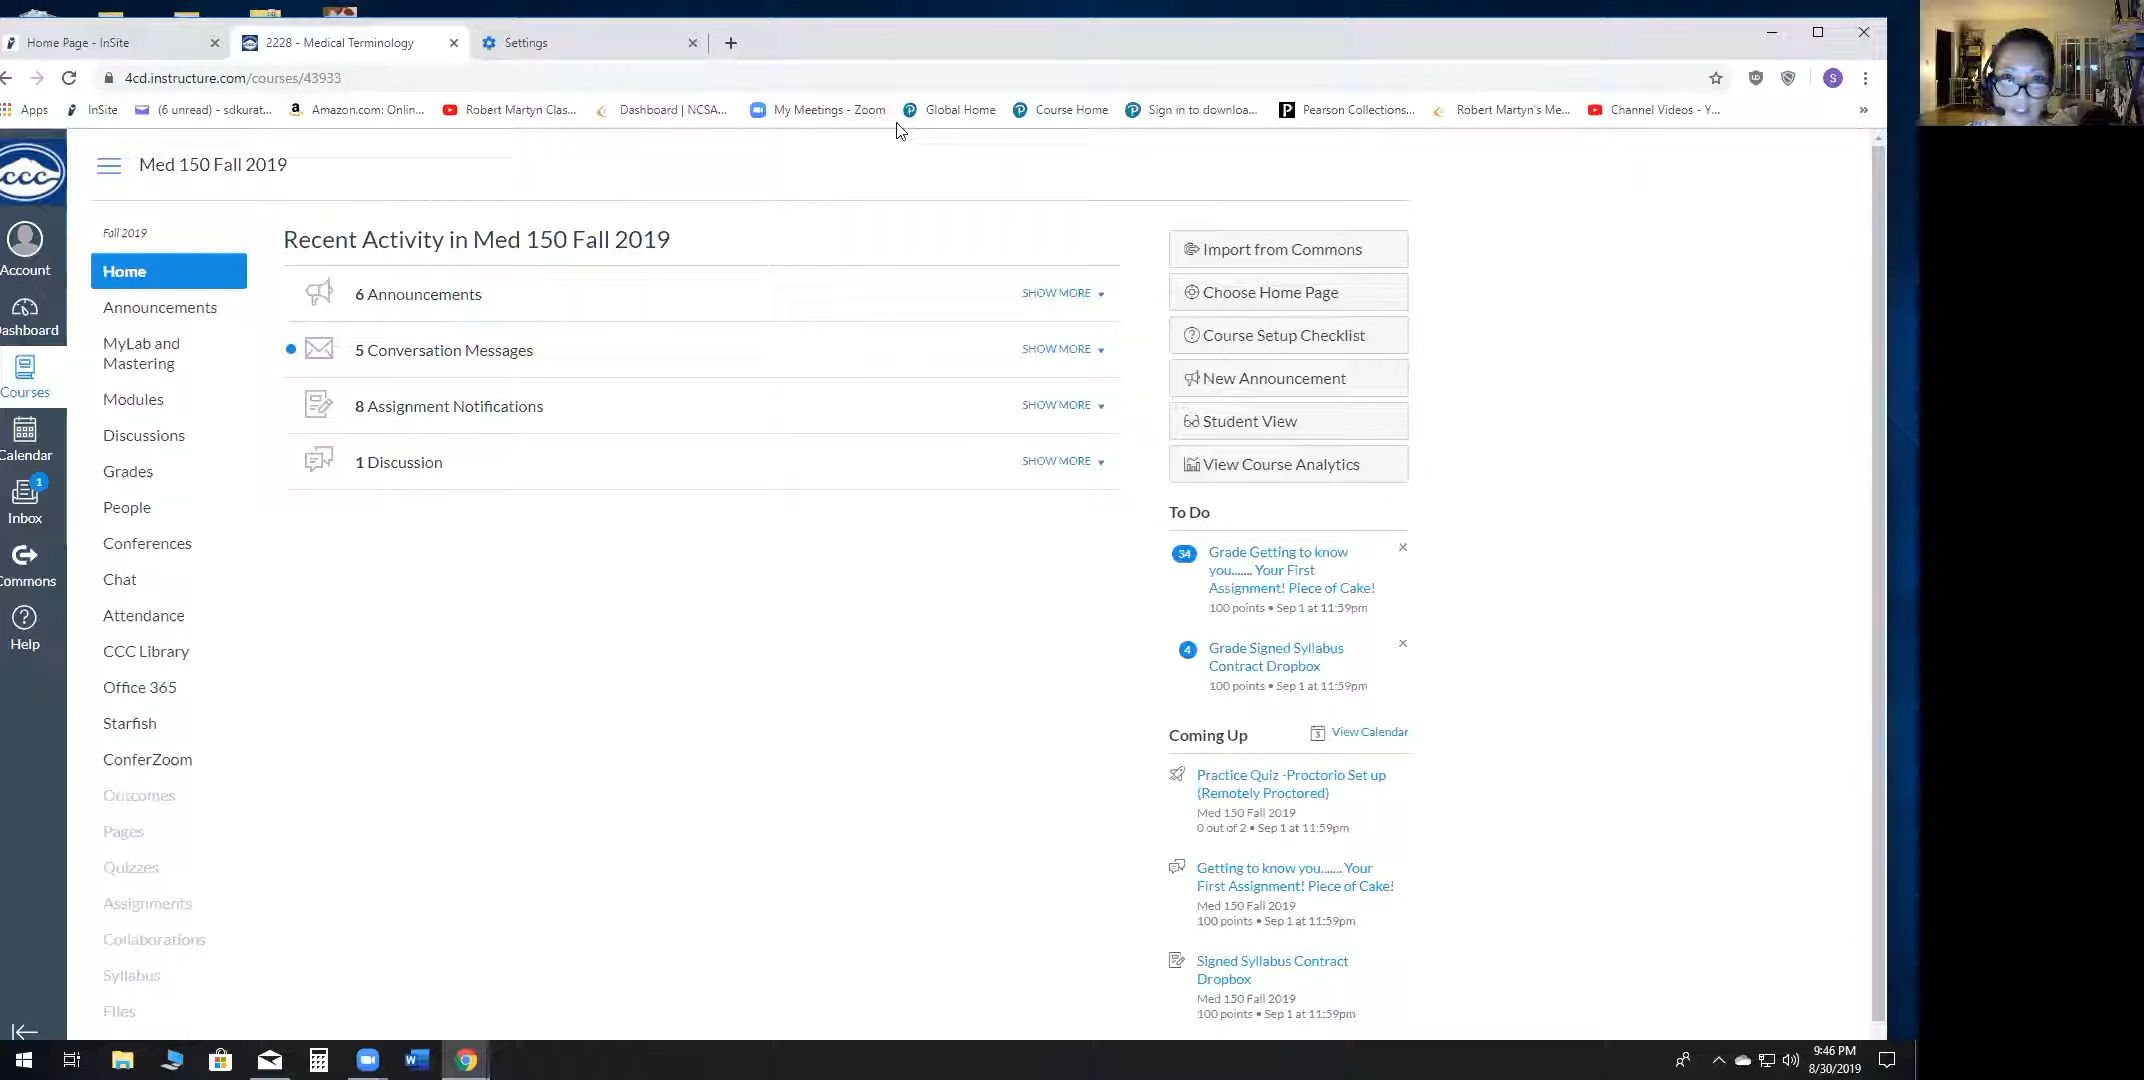 Home Page - InSite
2228 - Medical Terminology
Settings
4cd.instructure.com/courses/43933
Apps
InSite
(6 unread) - sdkurat...
Amazon.com: Onlin...
Robert Martyn Clas...
Dashboard | NCSA...
My Meetings - Zoom
Global Home
Course Home
Sign in to downloa...
Pearson Collections...
Robert Martyn's Me...
Channel Videos - Y...
»
S
CCC
Account
Dashboard
Courses
Calendar
1
Inbox
Commons
Help
Med 150 Fall 2019
Fall 2019
Home
Announcements
MyLab and
Mastering
Modules
Discussions
Grades
People
Conferences
Chat
Attendance
CCC Library
Office 365
Starfish
ConferZoom
Outcomes
Pages
Quizzes
Assignments
Collaborations
Syllabus
Files
Recent Activity in Med 150 Fall 2019
6 Announcements
SHOW MORE
5 Conversation Messages
SHOW MORE
8 Assignment Notifications
SHOW MORE
1 Discussion
SHOW MORE
Import from Commons
Choose Home Page
Course Setup Checklist
New Announcement
Student View
View Course Analytics
To Do
34
Grade Getting to know
you....... Your First
Assignment! Piece of Cake!
100 points • Sep 1 at 11:59pm
4
Grade Signed Syllabus
Contract Dropbox
100 points • Sep 1 at 11:59pm
Coming Up
View Calendar
Practice Quiz -Proctorio Set up
(Remotely Proctored)
Med 150 Fall 2019
0 out of 2 • Sep 1 at 11:59pm
Getting to know you....... Your
First Assignment! Piece of Cake!
Med 150 Fall 2019
100 points • Sep 1 at 11:59pm
Signed Syllabus Contract
Dropbox
Med 150 Fall 2019
100 points • Sep 1 at 11:59pm
9:46 PM
8/30/2019